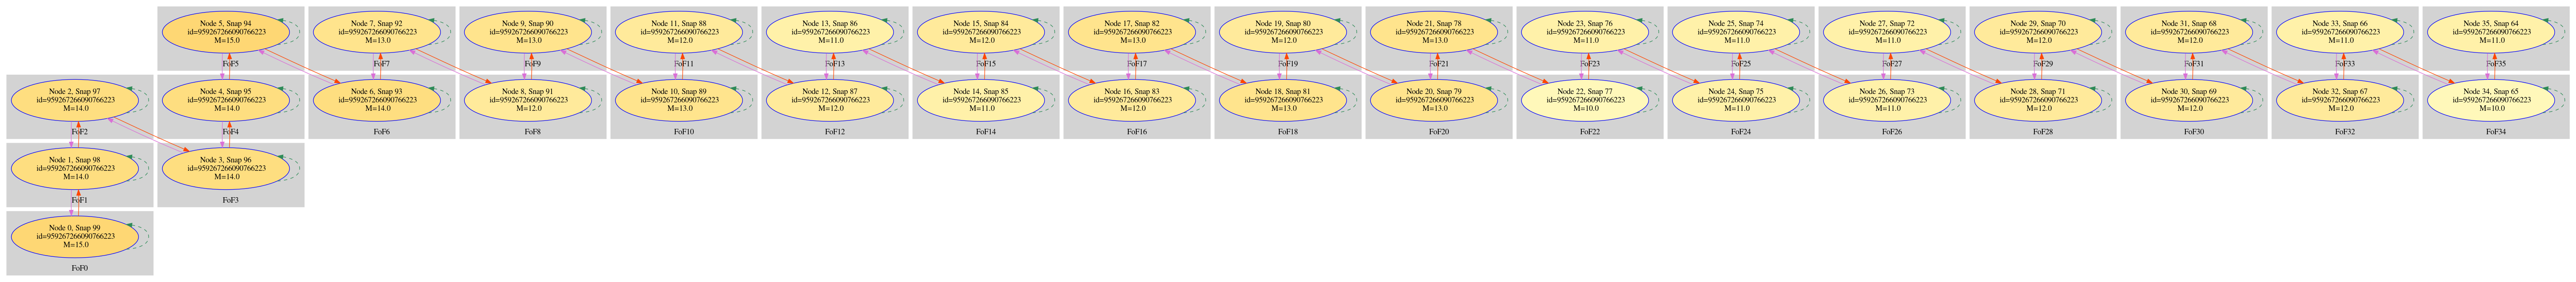 Node 5, Snap 94
id=959267266090766223
M=15.0
FoF5
Node 7, Snap 92
id=959267266090766223
M=13.0
FoF7
Node 9, Snap 90
id=959267266090766223
M=13.0
FoF9
Node 11, Snap 88
id=959267266090766223
M=12.0
FoF11
Node 13, Snap 86
id=959267266090766223
M=11.0
FoF13
Node 15, Snap 84
id=959267266090766223
M=12.0
FoF15
Node 17, Snap 82
id=959267266090766223
M=13.0
FoF17
Node 19, Snap 80
id=959267266090766223
M=12.0
FoF19
Node 21, Snap 78
id=959267266090766223
M=13.0
FoF21
Node 23, Snap 76
id=959267266090766223
M=11.0
FoF23
Node 25, Snap 74
id=959267266090766223
M=11.0
FoF25
Node 27, Snap 72
id=959267266090766223
M=11.0
FoF27
Node 29, Snap 70
id=959267266090766223
M=12.0
FoF29
Node 31, Snap 68
id=959267266090766223
M=12.0
FoF31
Node 33, Snap 66
id=959267266090766223
M=11.0
FoF33
Node 35, Snap 64
id=959267266090766223
M=11.0
FoF35
Node 2, Snap 97
id=959267266090766223
M=14.0
FoF2
Node 4, Snap 95
id=959267266090766223
M=14.0
FoF4
Node 6, Snap 93
id=959267266090766223
M=14.0
FoF6
Node 8, Snap 91
id=959267266090766223
M=12.0
FoF8
Node 10, Snap 89
id=959267266090766223
M=13.0
FoF10
Node 12, Snap 87
id=959267266090766223
M=12.0
FoF12
Node 14, Snap 85
id=959267266090766223
M=11.0
FoF14
Node 16, Snap 83
id=959267266090766223
M=12.0
FoF16
Node 18, Snap 81
id=959267266090766223
M=13.0
FoF18
Node 20, Snap 79
id=959267266090766223
M=13.0
FoF20
Node 22, Snap 77
id=959267266090766223
M=10.0
FoF22
Node 24, Snap 75
id=959267266090766223
M=11.0
FoF24
Node 26, Snap 73
id=959267266090766223
M=11.0
FoF26
Node 28, Snap 71
id=959267266090766223
M=12.0
FoF28
Node 30, Snap 69
id=959267266090766223
M=12.0
FoF30
Node 32, Snap 67
id=959267266090766223
M=12.0
FoF32
Node 34, Snap 65
id=959267266090766223
M=10.0
FoF34
Node 1, Snap 98
id=959267266090766223
M=14.0
FoF1
Node 3, Snap 96
id=959267266090766223
M=14.0
FoF3
Node 0, Snap 99
id=959267266090766223
M=15.0
FoF0